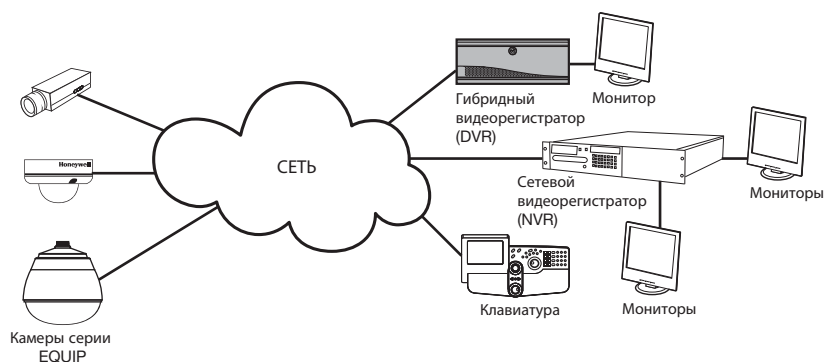 Гибридный
видеорегистратор
(DVR)
Монитор
Honeywell
СЕТЬ
Сетевой
видеорегистратор
(NVR)
Мониторы
Клавиатура
Мониторы
Камеры серии
EQUIP